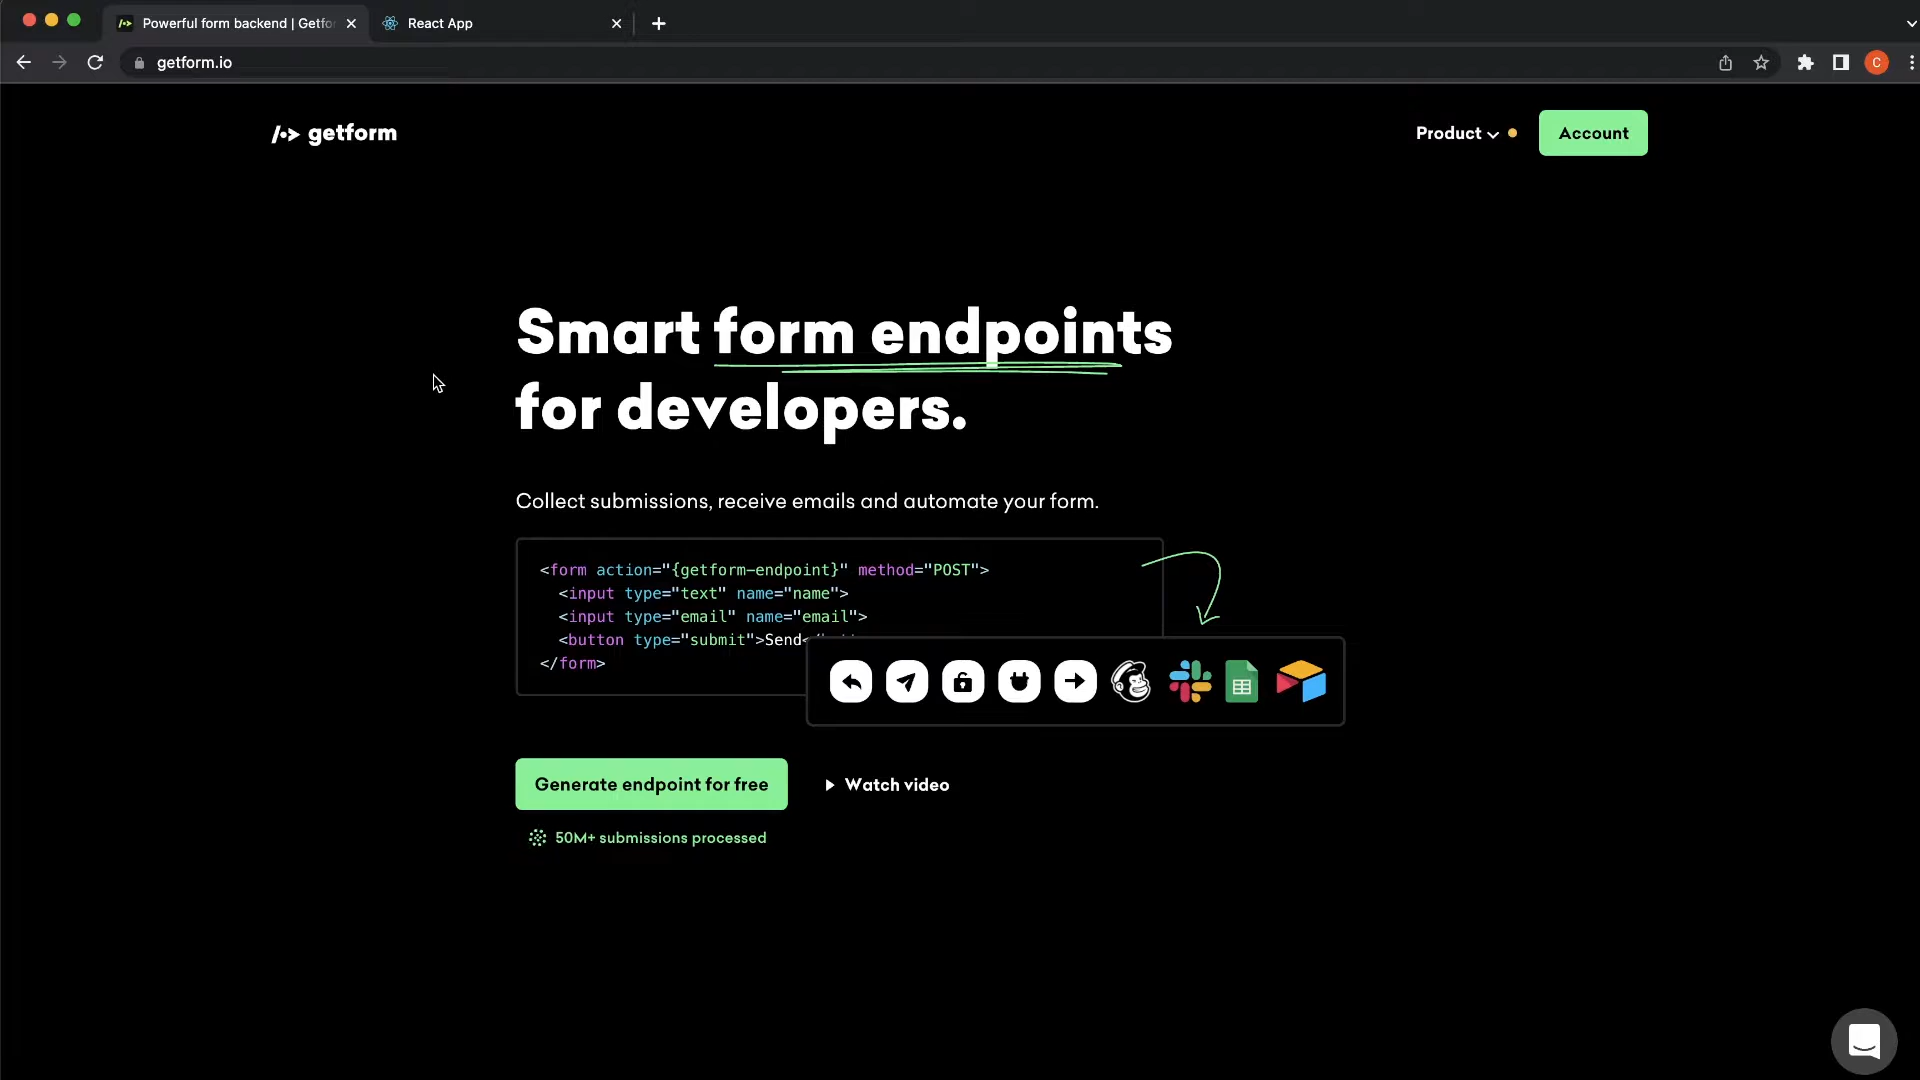 Powerful form backend | Getfo
React App
getform.io
C
/•> getform
Product
Account
Smart form endpoints
for developers.
Collect submissions, receive emails and automate your form.
<form action="{getform-endpoint}" method="POST">
<input type="text" name="name">
<input type="email" name="email">
<button type="submit">Send<
</form>
Generate endpoint for free
Watch video
50M+ submissions processed